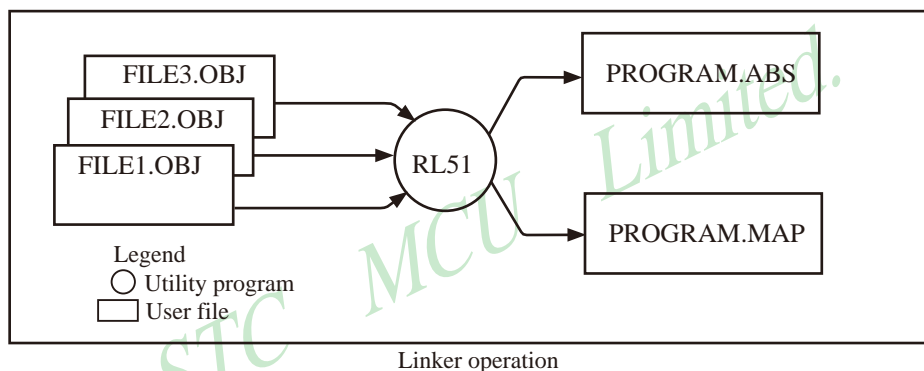 FILE3.OBJ
FILE2.OBJ
FILE1.OBJ
RL51
PROGRAM.ABS
PROGRAM.MAP
Legend
Utility program
User file
STC MCU Limited.
Linker operation